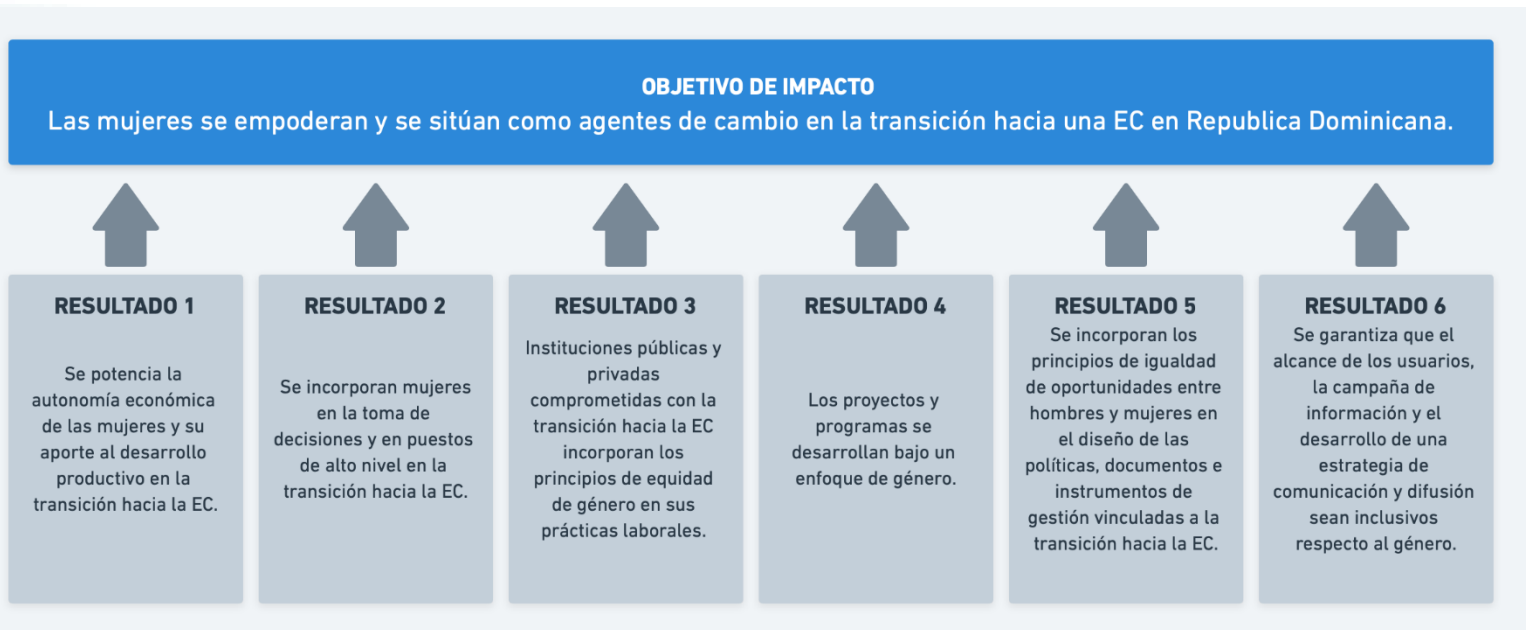 OBJETIVO DE IMPACTO
Las mujeres se empoderan y se sitúan como agentes de cambio en la transición hacia una EC en Republica Dominicana.
RESULTADO 1
Se potencia la
autonomía económica
de las mujeres y su
aporte al desarrollo
productivo en la
transición hacia la EC.
RESULTADO 2
Se incorporan mujeres
en la toma de
decisiones y en puestos
de alto nivel en la
transición hacia la EC.
RESULTADO 3
Instituciones públicas y
privadas
comprometidas con la
transición hacia la EC
incorporan los
principios de equidad
de género en sus
prácticas laborales.
RESULTADO 4
Los proyectos y
programas se
desarrollan bajo un
enfoque de género.
RESULTADO 5
Se incorporan los
principios de igualdad
de oportunidades entre
hombres y mujeres en
el diseño de las
políticas, documentos e
instrumentos de
gestión vinculadas a la
transición hacia la EC.
RESULTADO 6
Se garantiza que el
alcance de los usuarios,
la campaña de
información y el
desarrollo de una
estrategia de
comunicación y difusión
sean inclusivos
respecto al género.